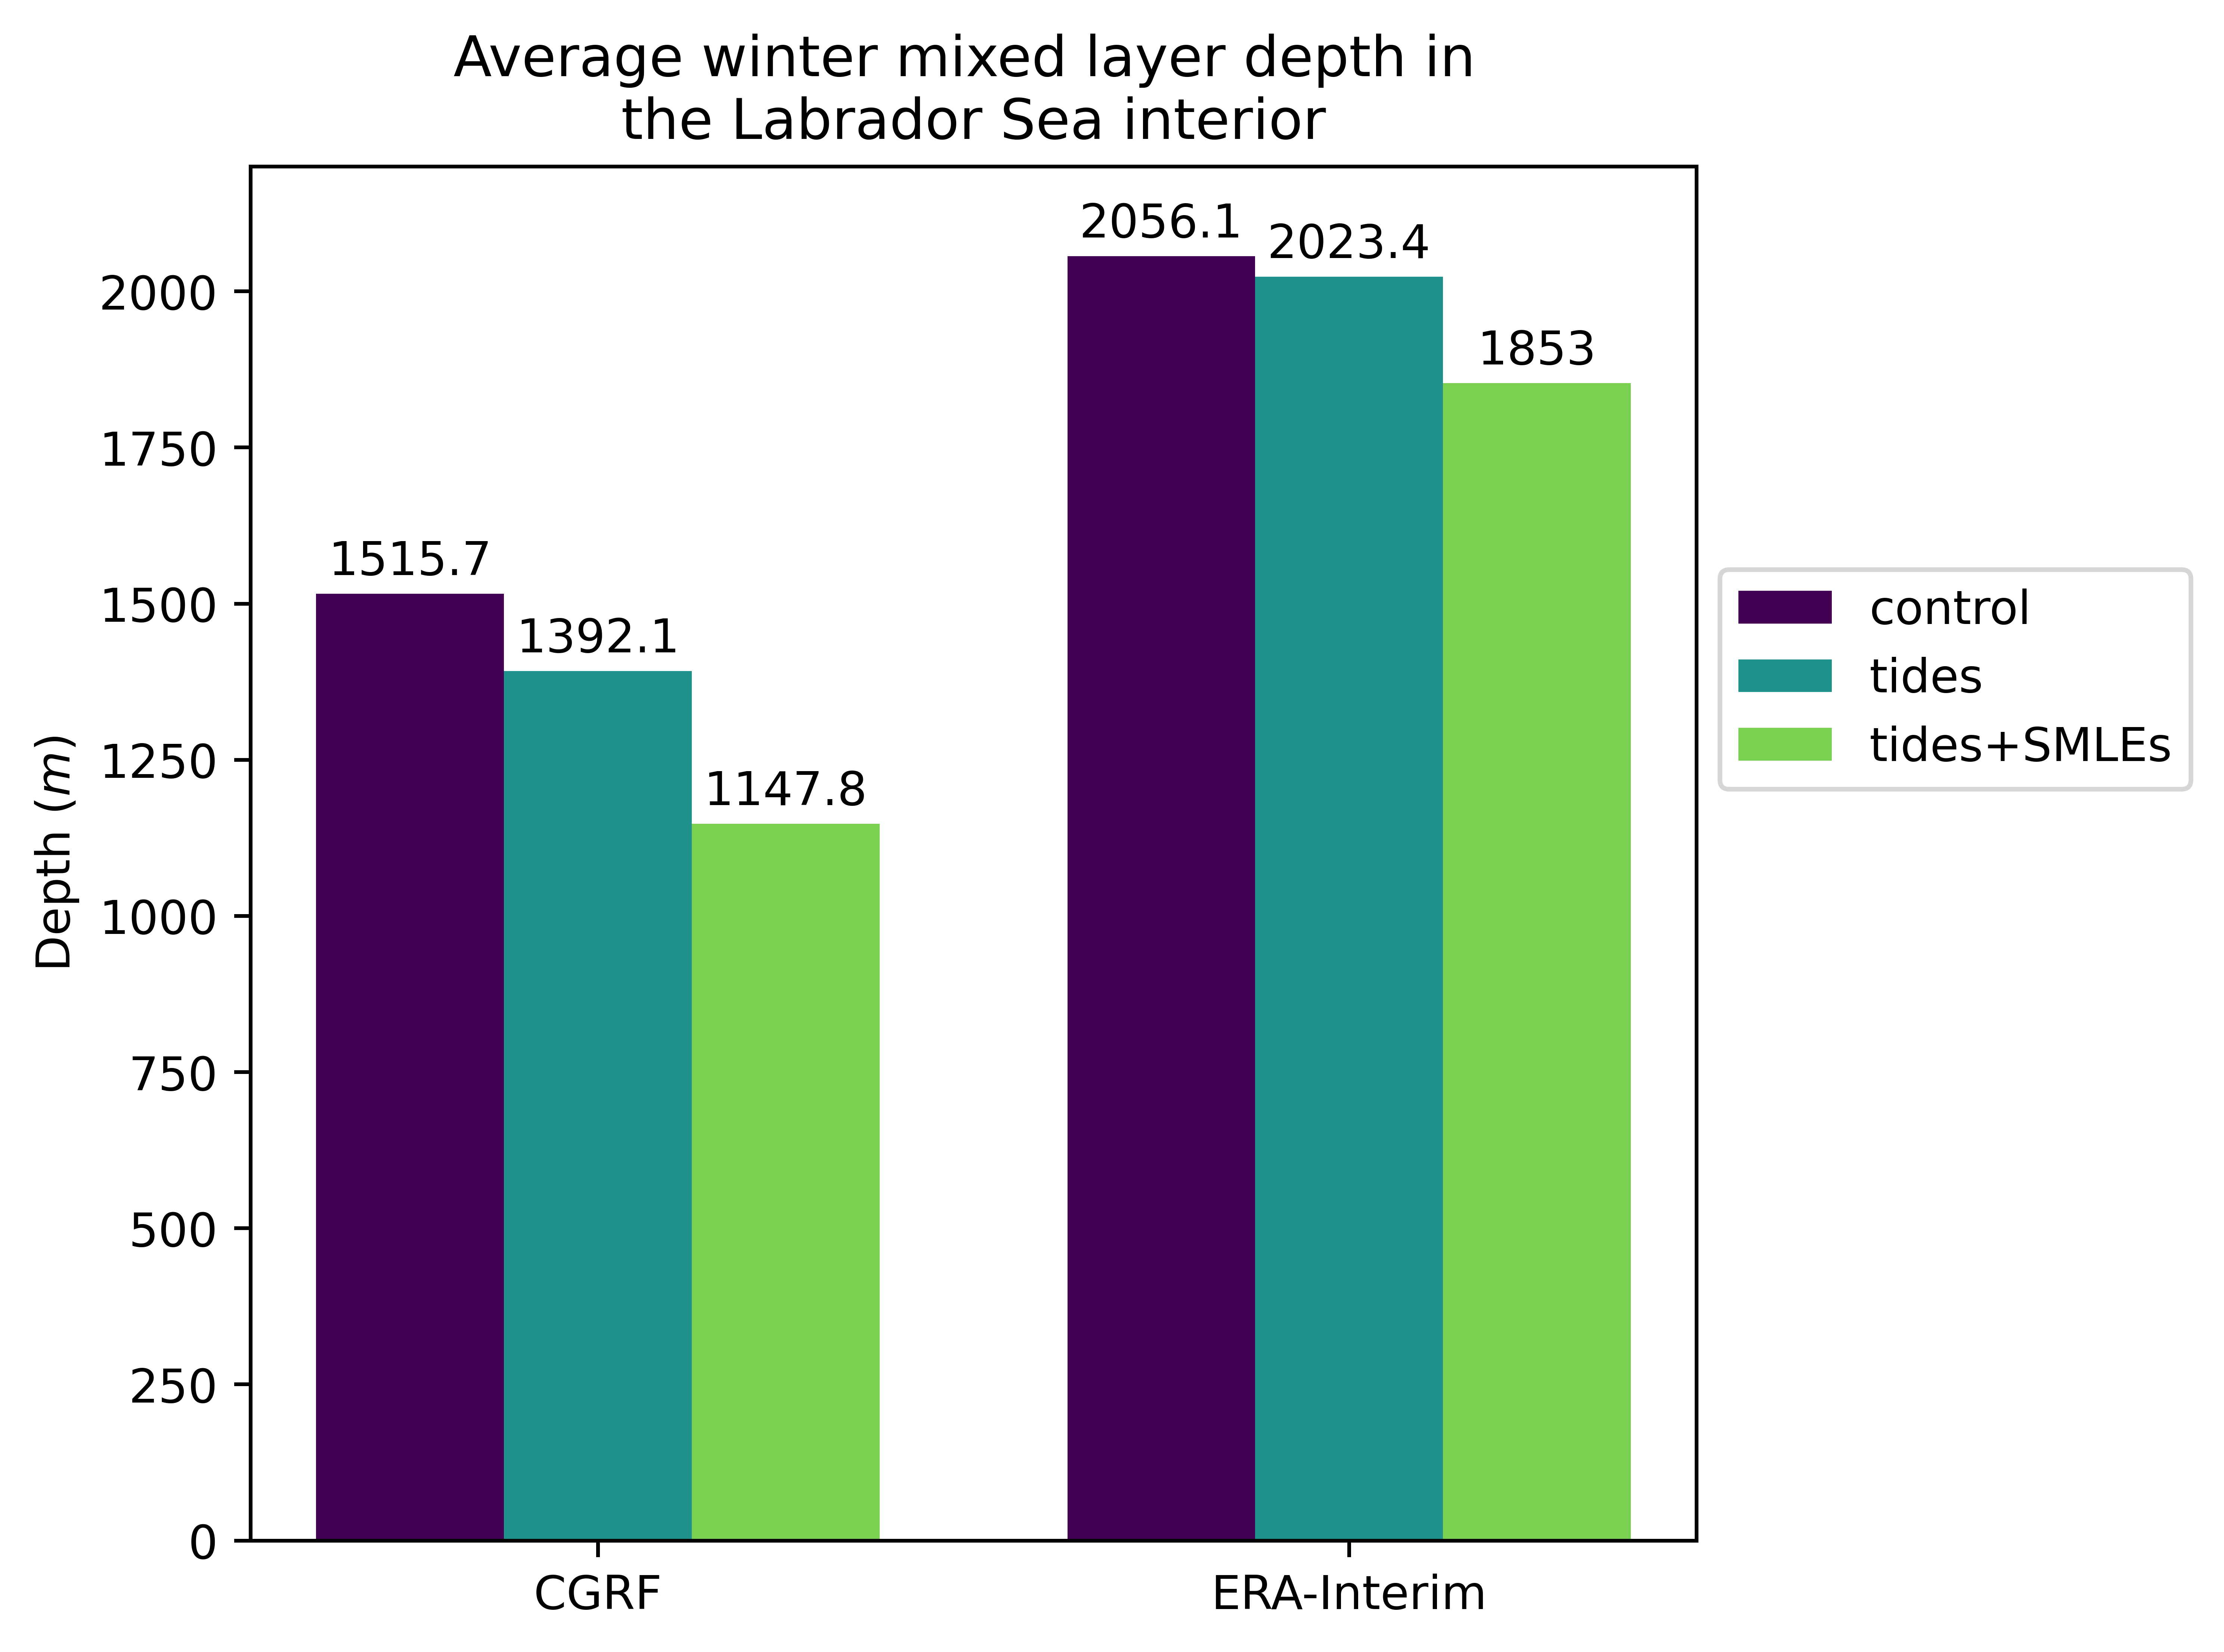 Average winter mixed layer depth in
the Labrador Sea interior
2056.1
2023.4
1853
1515.7
1392.1
1147.8
2000
1750
1500
1250
1000
750
500
250
0
Depth (m)
CGRF
ERA-Interim
control
tides
tides+SMLEs